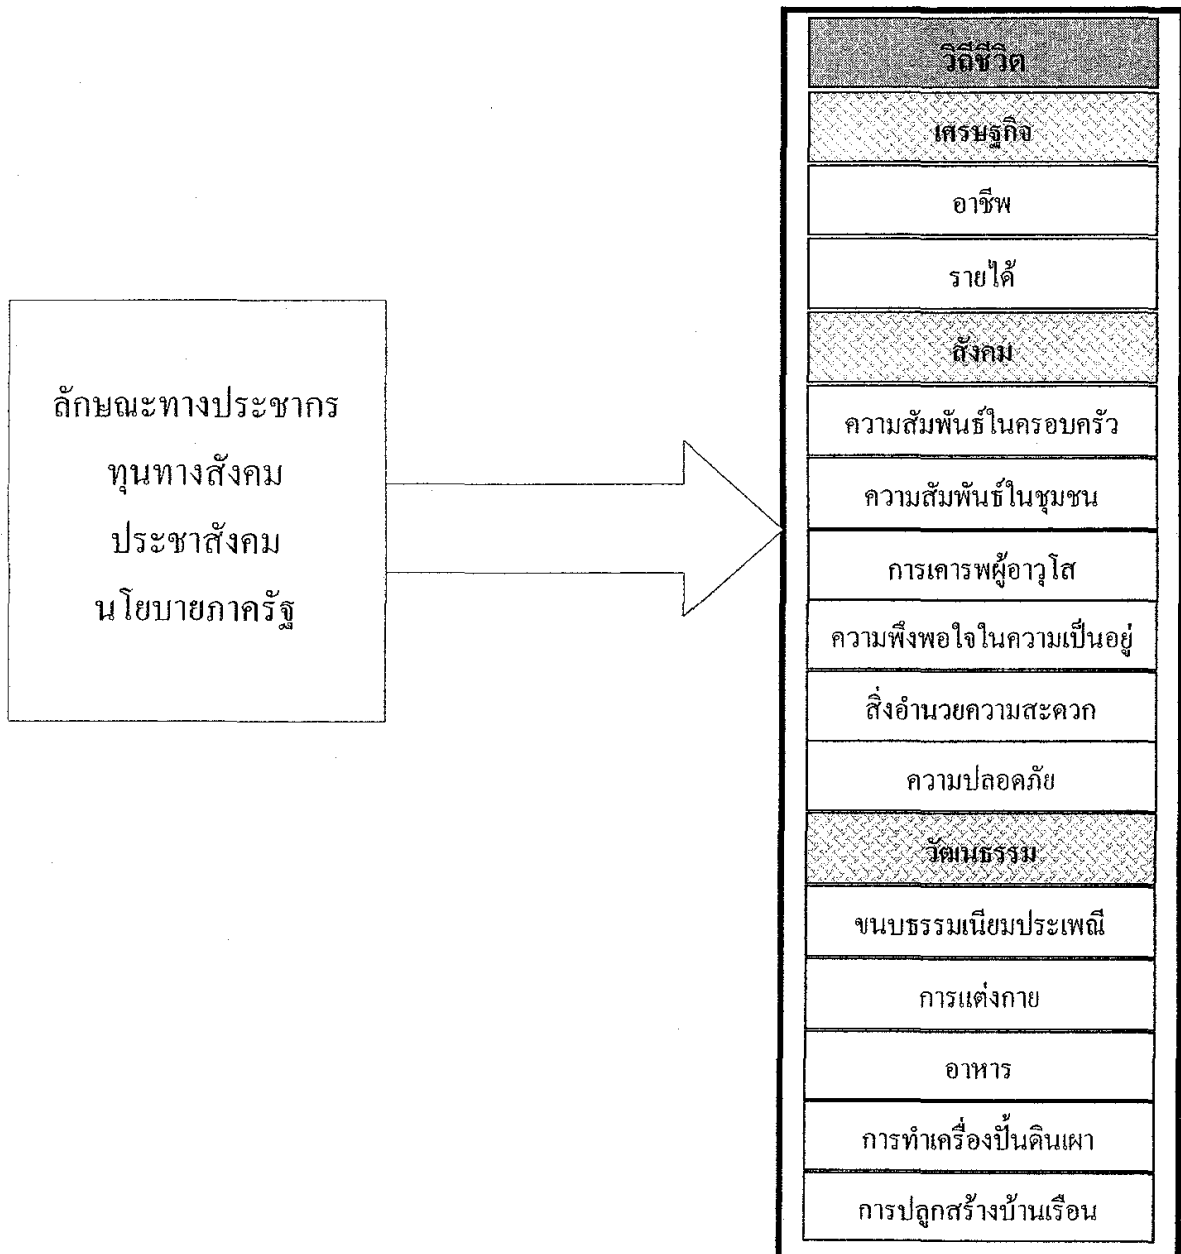 ลักษณะทางประชากร
ทุนทางสังคม
ประชาสังคม
นโยบายภาครัฐ
วิถีชีวิต
เศรษฐกิจ
อาชีพ
รายได้
สังคม
ความสัมพันธ์ในครอบครัว
ความสัมพันธ์ในชุมชน
การเคารพผู้อาวุโส
ความพึงพอใจในความเป็นอยู่
สิ่งอำนวยความสะดวก
ความปลอดภัย
วัฒนธรรม
ขนบธรรมเนียมประเพณี
การแต่งกาย
อาหาร
การทำเครื่องปั้นดินเผา
การปลูกสร้างบ้านเรือน